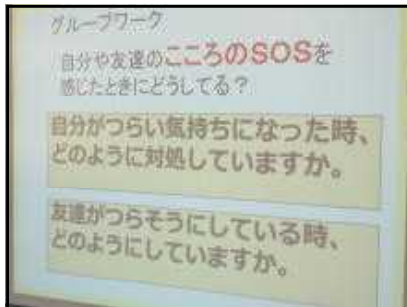 グループワーク
自分や友達のこころのSOSを
感じたときにどうしてる?
自分がつらい気持ちになった時、
どのように対処していますか。
友達がつらそうにしている時、
どのようにしていますか。